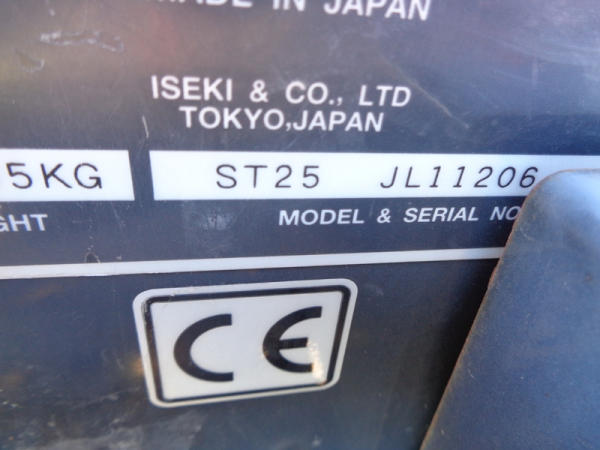 MADE IN JAPAN
ISEKI & CO., LTD
TOKYO,JAPAN
5KG ST25 JL11206
GHT MODEL & SERIAL NO
CE